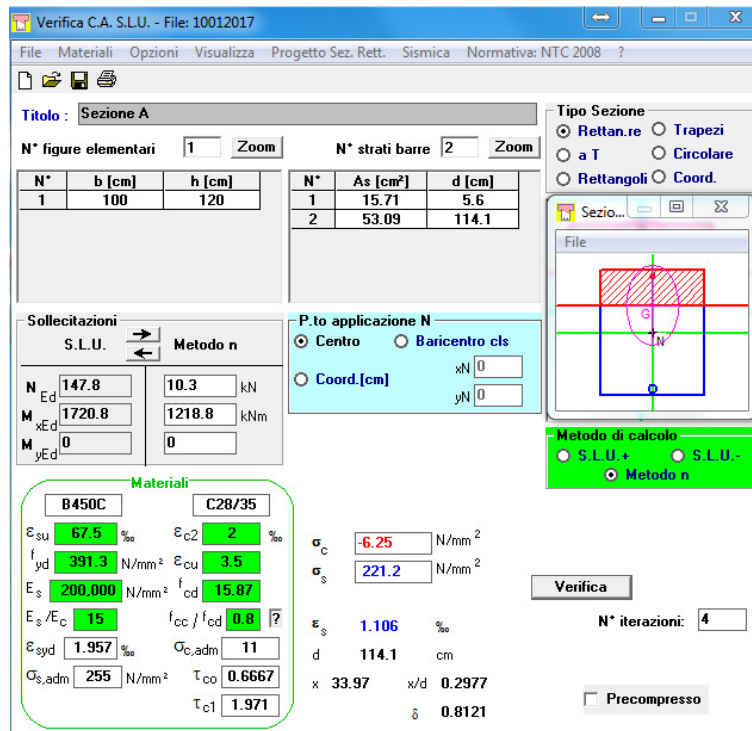 Verifica C.A. S.L.U. - File: 10012017
File Materiali Opzioni Visualizza Progetto Sez. Rett. Sismica Normativa: NTC 2008 ?
Titolo : Sezione A
N° figure elementari 1 Zoom
N° strati barre 2 Zoom
N° b [cm] h [cm]
1 100 120
N° As [cm²] d [cm]
1 15.71 5.6
2 53.09 114.1
Tipo Sezione
Rettan.re Trapezi
a T Circolare
Rettangoli Coord.
Sezio...
File
G
N
Sollecitazioni
S.L.U. Metodo n
N Ed 147.8 10.3 kN
M xEd 1720.8 1218.8 kNm
M yEd 0 0
P.to applicazione N
Centro Baricentro cls
Coord.[cm] xN 0
yN 0
Metodo di calcolo
S.L.U.+ S.L.U.-
Metodo n
Materiali
B450C C28/35
εsu 67.5 ‰ εc2 2 ‰
fyd 391.3 N/mm² εcu 3.5
Es 200,000 N/mm² fcd 15.87
Es/Ec 15 fcc / fcd 0.8 ?
εsyd 1.957 ‰ σc,adm 11
σs,adm 255 N/mm² τco 0.6667
τc1 1.971
σc -6.25 N/mm²
σs 221.2 N/mm²
εs 1.106 ‰
d 114.1 cm
x 33.97 x/d 0.2977
δ 0.8121
Verifica
N° iterazioni: 4
Precompresso